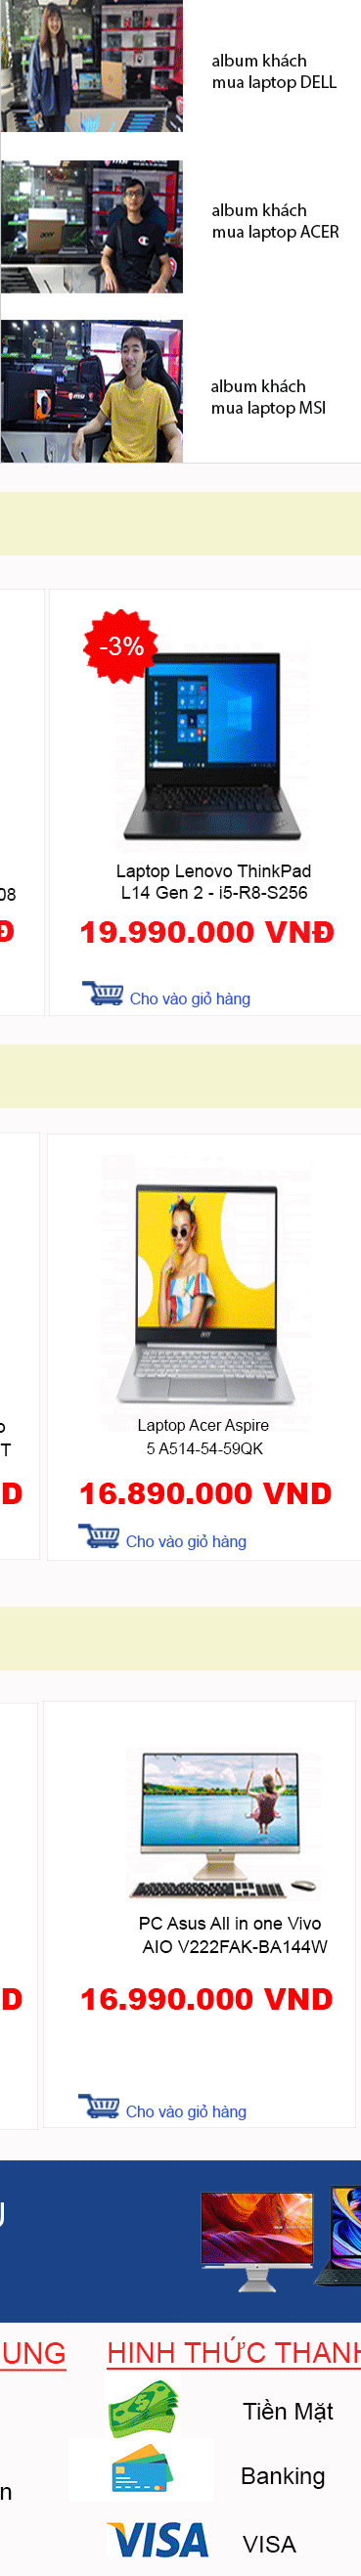 album khách
mua laptop DELL
album khách
mua laptop ACER
album khách
mua laptop MSI
-3%
Laptop Lenovo ThinkPad
L14 Gen 2 - i5-R8-S256
08
Đ
19.990.000 VNĐ
Cho vào giỏ hàng
Laptop Acer Aspire
5 A514-54-59QK
T
D
16.890.000 VND
Cho vào giỏ hàng
PC Asus All in one Vivo
AIO V222FAK-BA144W
D
16.990.000 VND
Cho vào giỏ hàng
UNG
HINH THỨC THANH
Tiền Mặt
n
Banking
VISA
VISA